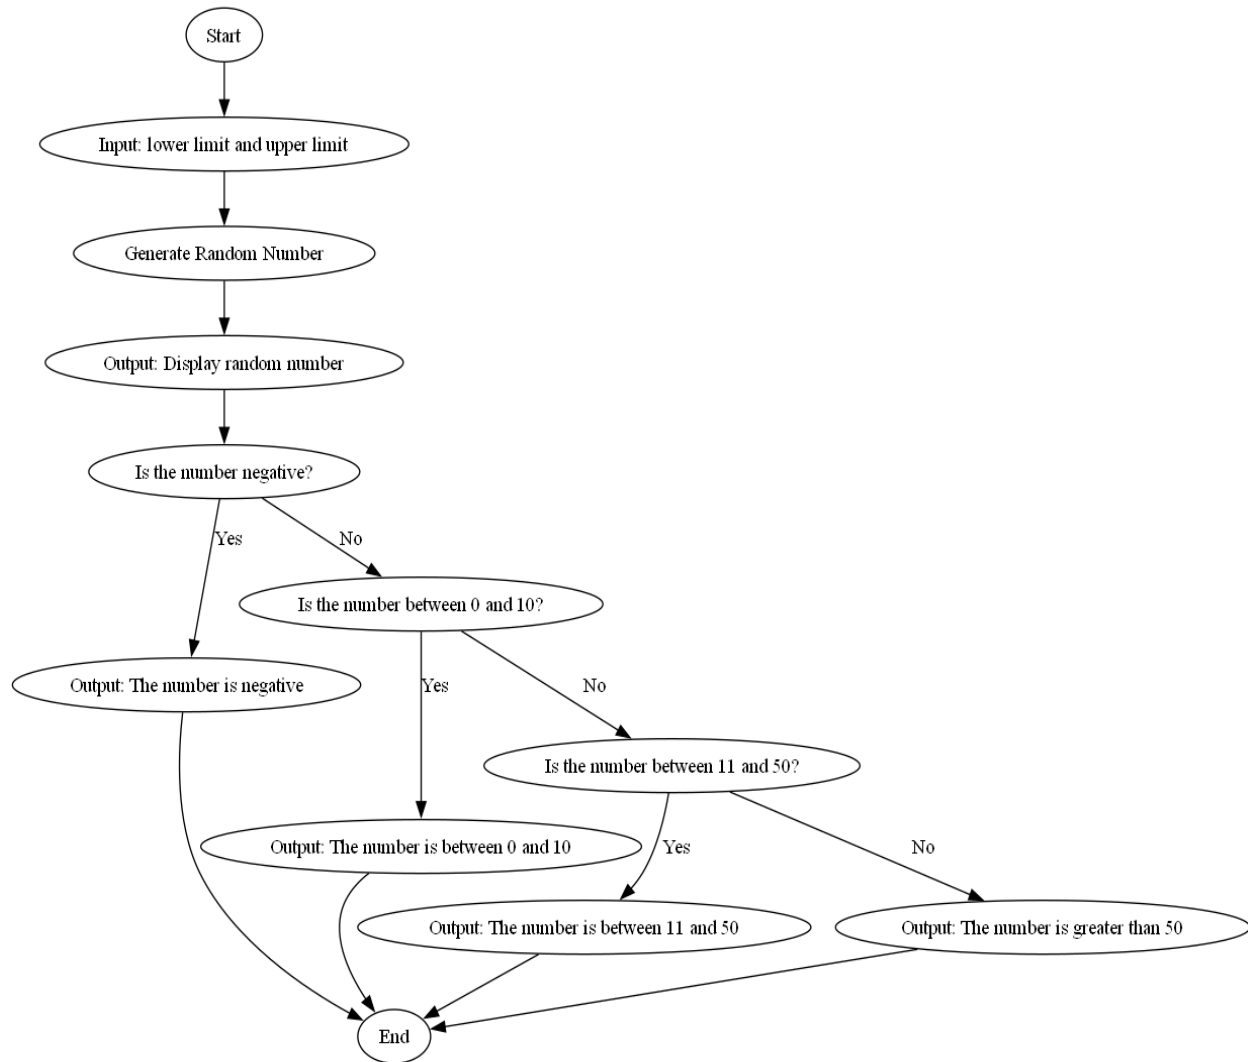 Start
Input: lower limit and upper limit
Generate Random Number
Output: Display random number
Is the number negative?
Yes
No
Is the number between 0 and 10?
Output: The number is negative
Yes
No
Is the number between 11 and 50?
Output: The number is between 0 and 10
Yes
No
Output: The number is between 11 and 50
Output: The number is greater than 50
End